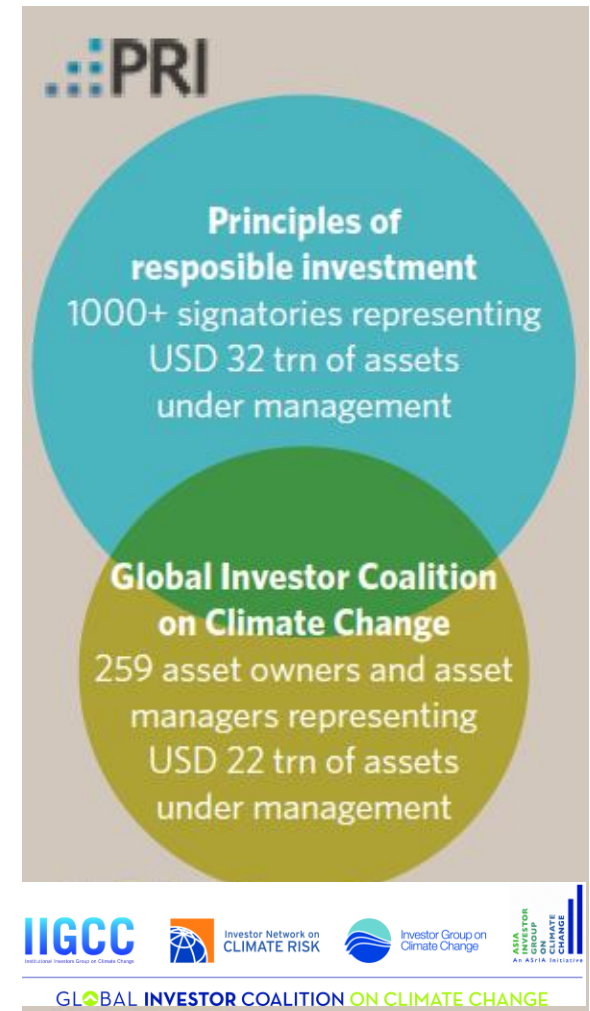 PRI
Principles of
resposible investment
1000+ signatories representing
USD 32 trn of assets
under management
Global Investor Coalition
on Climate Change
259 asset owners and asset
managers representing
USD 22 trn of assets
under management
IIGCC
Institutional Investors Group on Climate Change
Investor Network on
CLIMATE RISK
Investor Group on
Climate Change
ASIA
INVESTOR
GROUP
ON
CLIMATE
CHANGE
An ASrIA Initiative
GLOBAL INVESTOR COALITION ON CLIMATE CHANGE